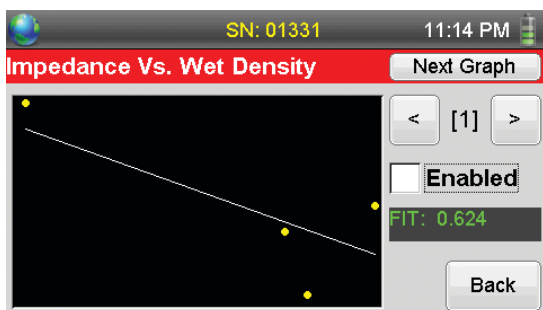 SN: 01331 11:14 PM
Impedance Vs. Wet Density Next Graph
< [1] >
Enabled
FIT: 0.624
Back